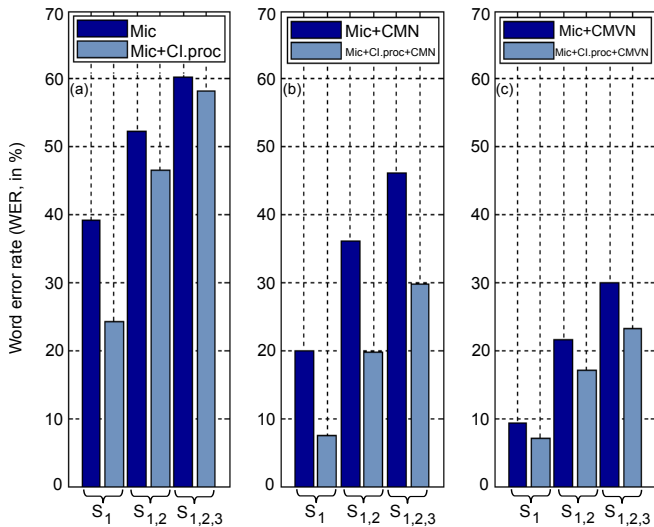 Word error rate (WER, in %)
70
60
50
40
30
20
10
0
Mic
Mic+CI.proc
(a)
S1
S1,2
S1,2,3
70
60
50
40
30
20
10
0
Mic+CMN
Mic+CI.proc+CMN
(b)
S1
S1,2
S1,2,3
70
60
50
40
30
20
10
0
Mic+CMVN
Mic+CI.proc+CMVN
(c)
S1
S1,2
S1,2,3